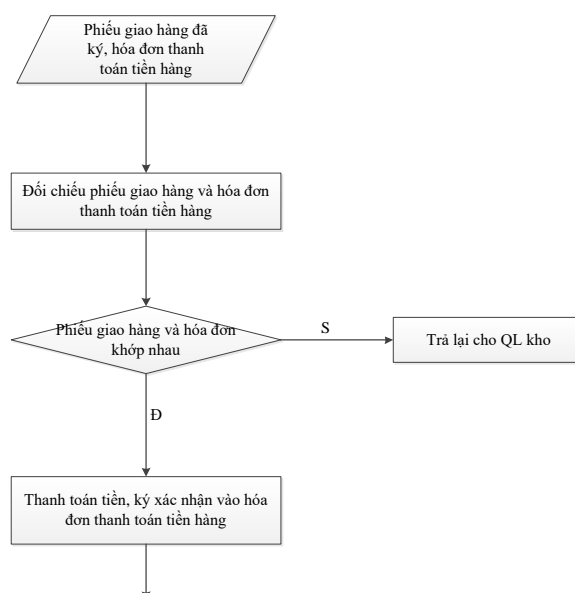 Phiếu giao hàng đã
ký, hóa đơn thanh
toán tiền hàng
Đối chiếu phiếu giao hàng và hóa đơn
thanh toán tiền hàng
Phiếu giao hàng và hóa đơn
khớp nhau
S
Trả lại cho QL kho
Đ
Thanh toán tiền, ký xác nhận vào hóa
đơn thanh toán tiền hàng